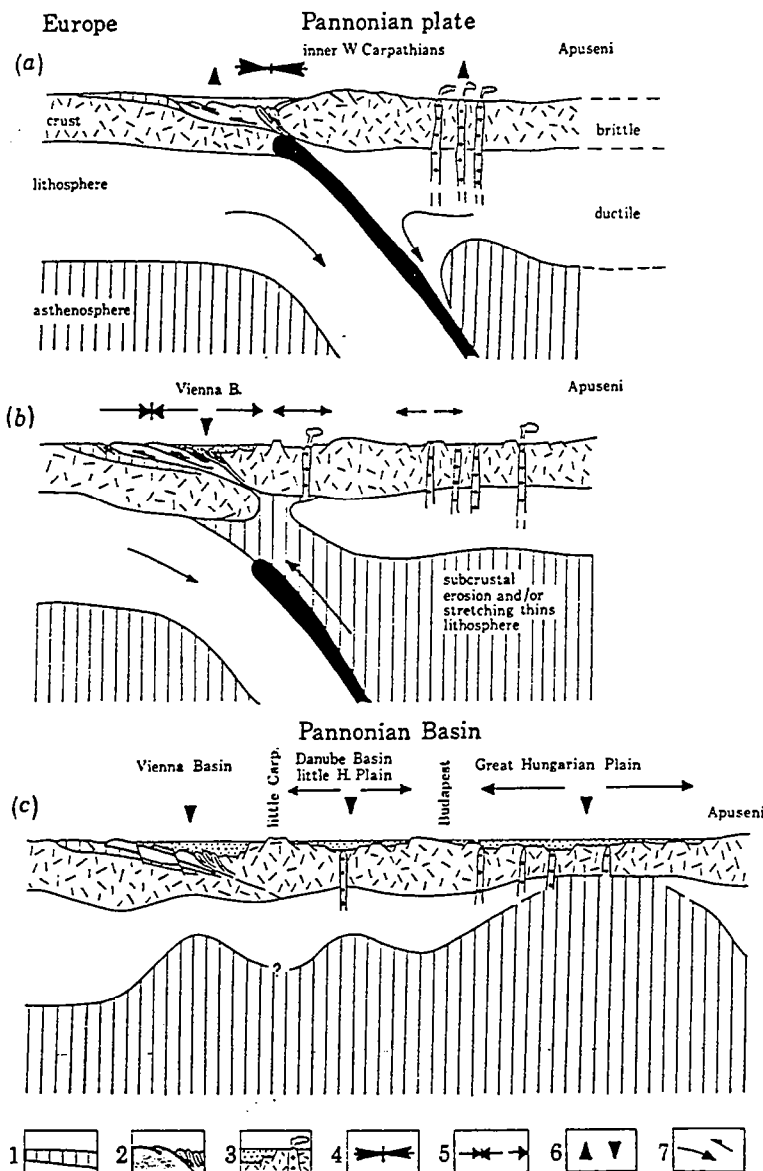 Europe
Pannonian plate
inner W Carpathians
Apuseni
(a)
crust
brittle
lithosphere
ductile
asthenosphere
Vienna B.
Apuseni
(b)
subcrustal
erosion and/or
stretching thins
lithosphere
Pannonian Basin
Vienna Basin
little Carp.
Danube Basin
little H. Plain
Budapest
Great Hungarian Plain
(c)
Apuseni
?
1
2
3
4
5
6
7